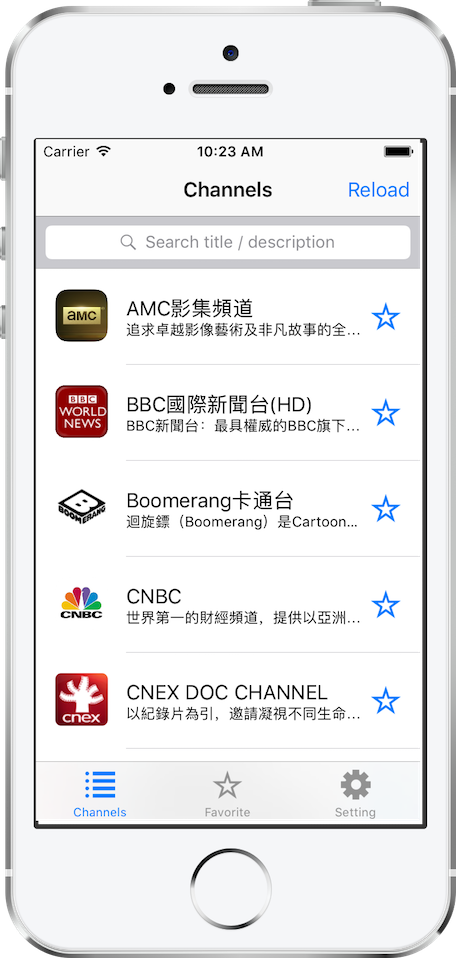 Carrier 10:23 AM
Channels Reload
Search title / description
AMC
AMC影集頻道
追求卓越影像藝術及非凡故事的全…
BBC
WORLD
NEWS
BBC國際新聞台(HD)
BBC新聞台：最具權威的BBC旗下…
BOOMERANG
Boomerang卡通台
迴旋鏢（Boomerang）是Cartoon…
CNBC
CNBC
世界第一的財經頻道，提供以亞洲…
cnex
CNEX DOC CHANNEL
以紀錄片為引，邀請凝視不同生命…
Channels Favorite Setting